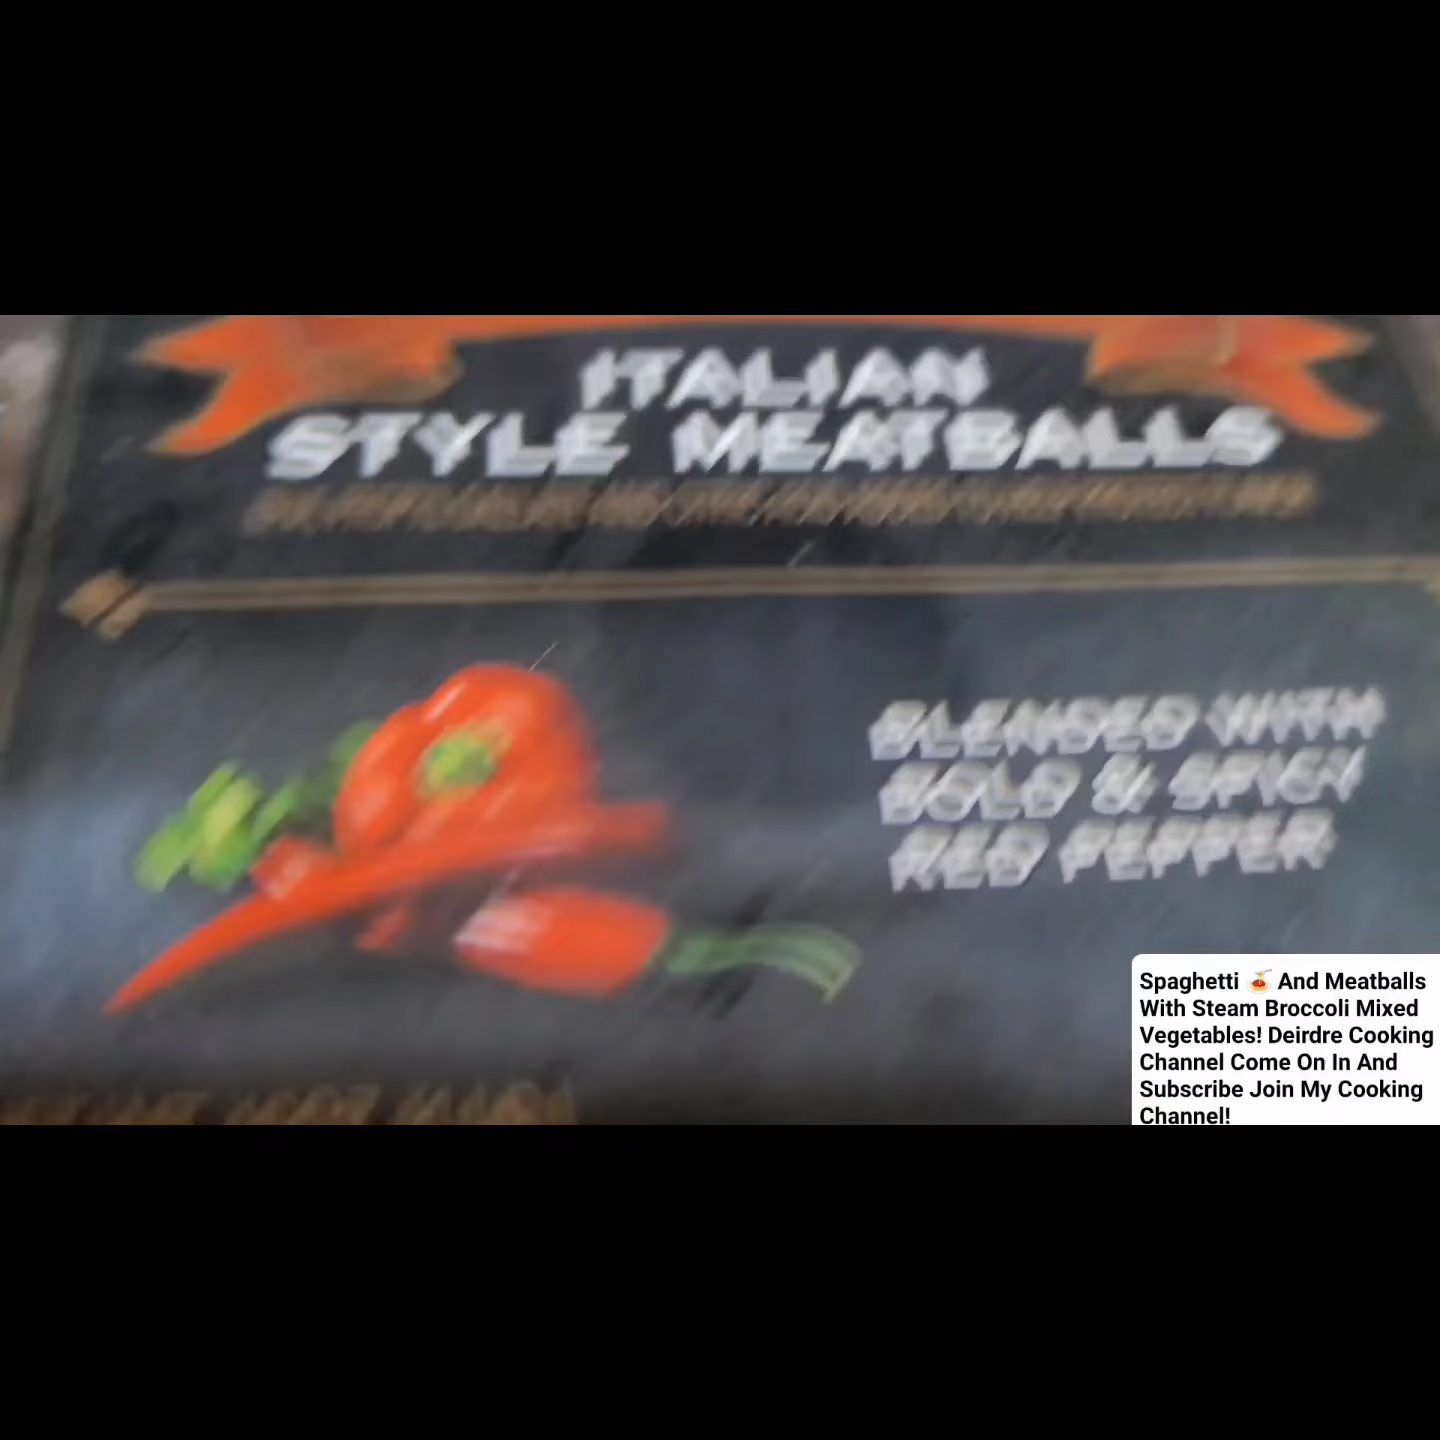 ITALIAN
STYLE MEATBALLS
BLENDED WITH
BOLD & SPICY
RED PEPPER
Spaghetti 🍝 And Meatballs
With Steam Broccoli Mixed
Vegetables! Deirdre Cooking
Channel Come On In And
Subscribe Join My Cooking
Channel!